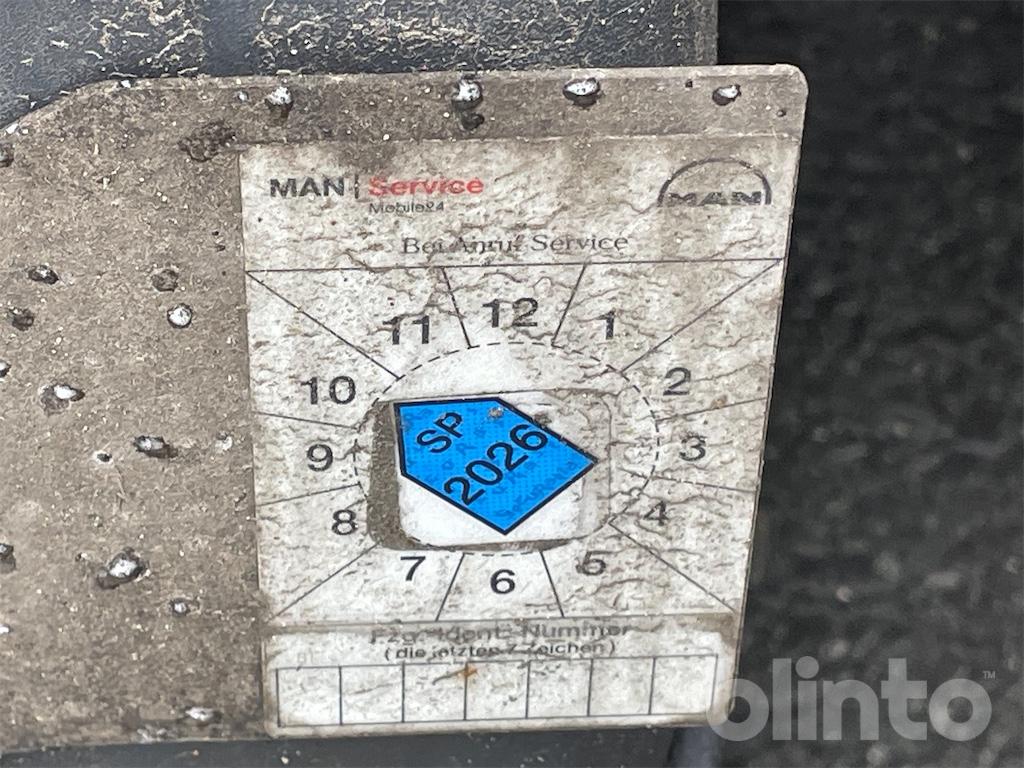 MAN | Service
Mobile24
MAN
Bei Anruf Service
11 12 1
10 2
9 3
8 4
7 6 5
SP
2026
Fzg.-Ident.-Nummer
(die letzten 7 Zeichen)
olinto™